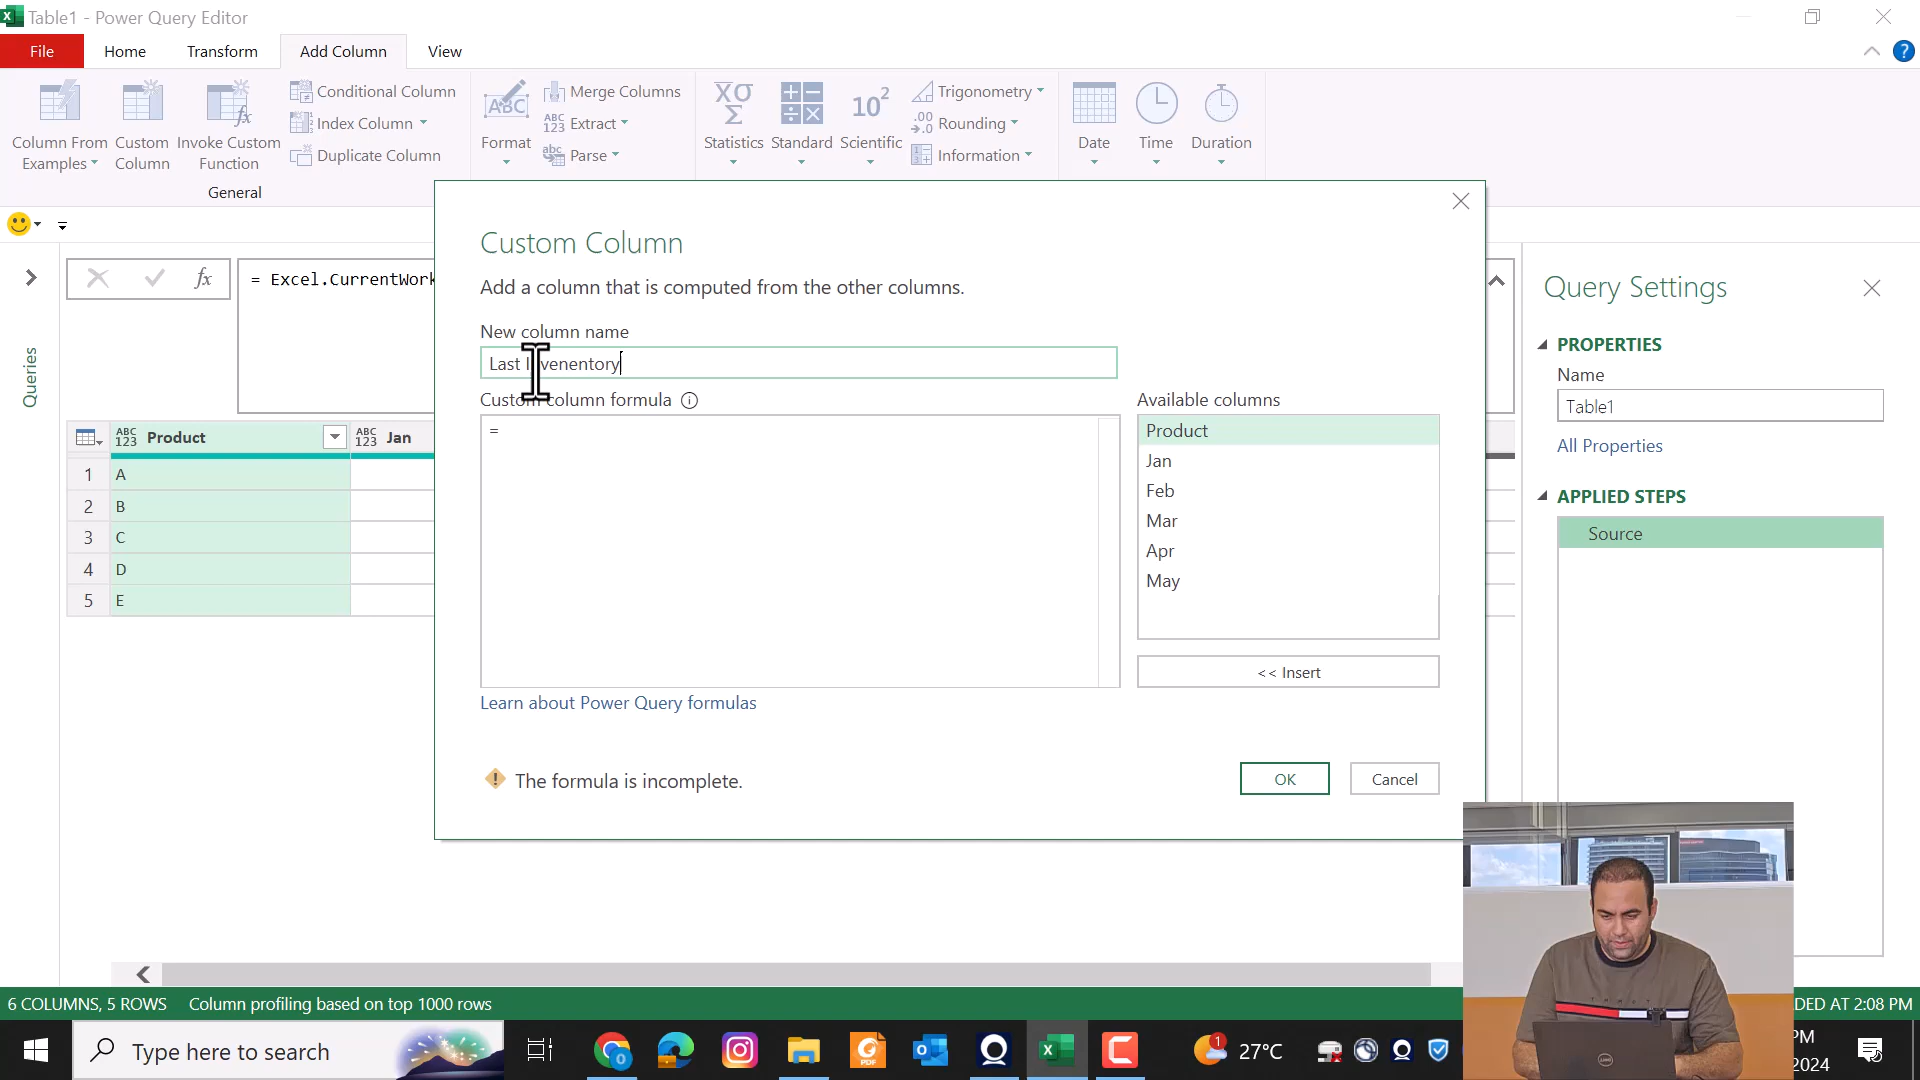 Table1 - Power Query Editor
File
Home
Transform
Add Column
View
Column From Examples
Custom Column
Invoke Custom Function
Conditional Column
Index Column
Duplicate Column
General
Format
Merge Columns
Extract
Parse
Statistics
Standard
Scientific
Trigonometry
Rounding
Information
Date
Time
Duration
= Excel.CurrentWork
Queries
Product
Jan
1 A
2 B
3 C
4 D
5 E
Custom Column
Add a column that is computed from the other columns.
New column name
Custom column formula
=
Available columns
Product
Jan
Feb
Mar
Apr
May
<< Insert
Learn about Power Query formulas
The formula is incomplete.
OK
Cancel
Query Settings
PROPERTIES
Name
Table1
All Properties
APPLIED STEPS
Source
6 COLUMNS, 5 ROWS
Column profiling based on top 1000 rows
DED AT 2:08 PM
Type here to search
27°C
PM
2024